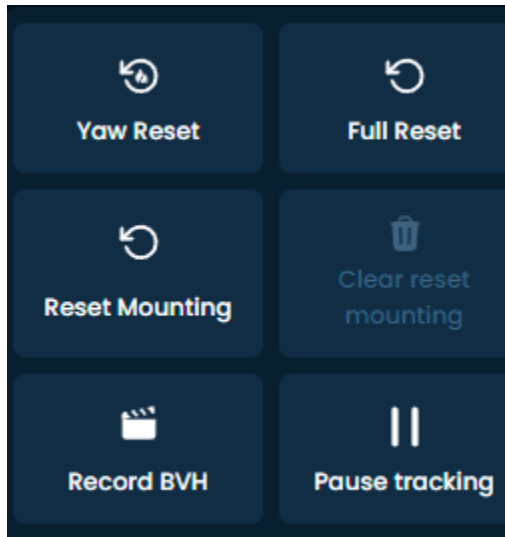 Yaw Reset
Full Reset
Reset Mounting
Clear reset
mounting
Record BVH
Pause tracking